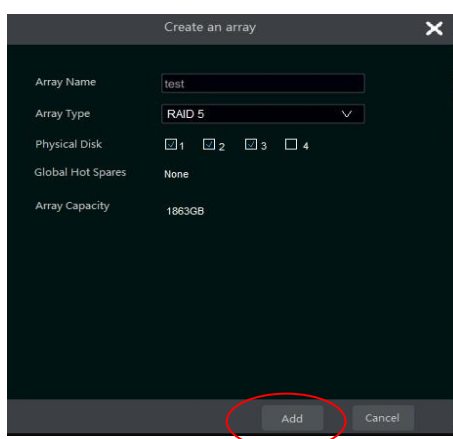 Create an array
Array Name test
Array Type RAID 5
Physical Disk 1 2 3 4
Global Hot Spares None
Array Capacity 1863GB
Add Cancel